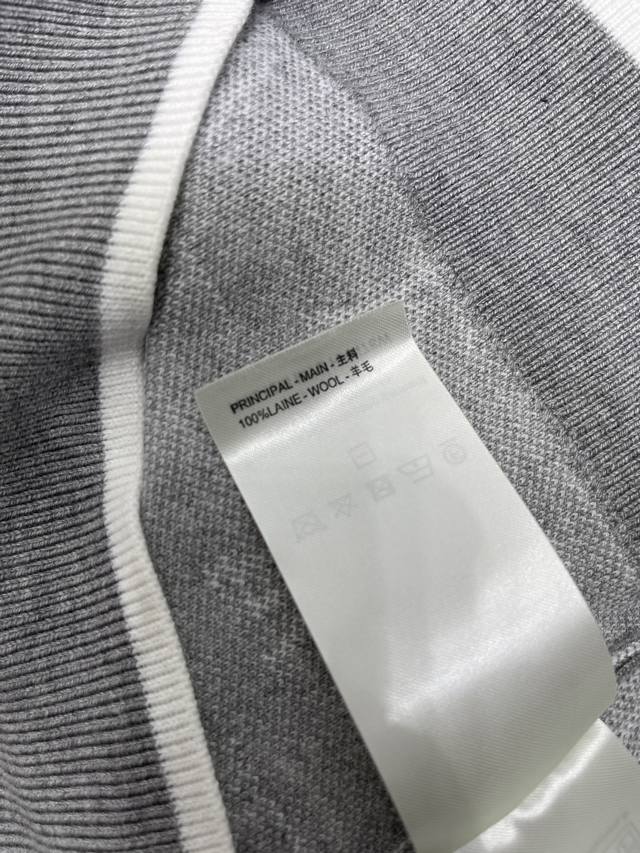 PRINCIPAL - MAIN - 主料
100%LAINE - WOOL - 羊毛